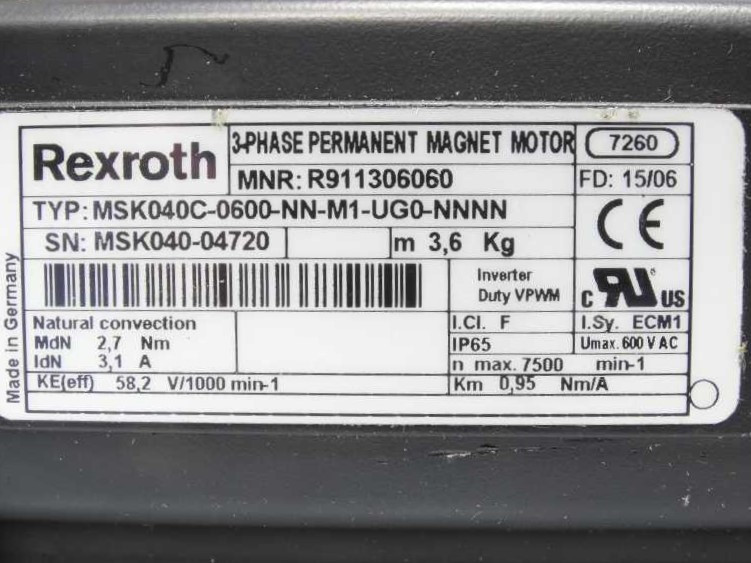 Rexroth
3-PHASE PERMANENT MAGNET MOTOR
7260
MNR: R911306060
FD: 15/06
TYP: MSK040C-0600-NN-M1-UG0-NNNN
SN: MSK040-04720
m 3,6 Kg
CE
Inverter
Duty VPWM
C RU US
Made in Germany
Natural convection
I.Cl. F
I.Sy. ECM1
MdN 2,7 Nm
IP65
Umax. 600 V AC
IdN 3,1 A
n max. 7500 min-1
KE(eff) 58,2 V/1000 min-1
Km 0,95 Nm/A